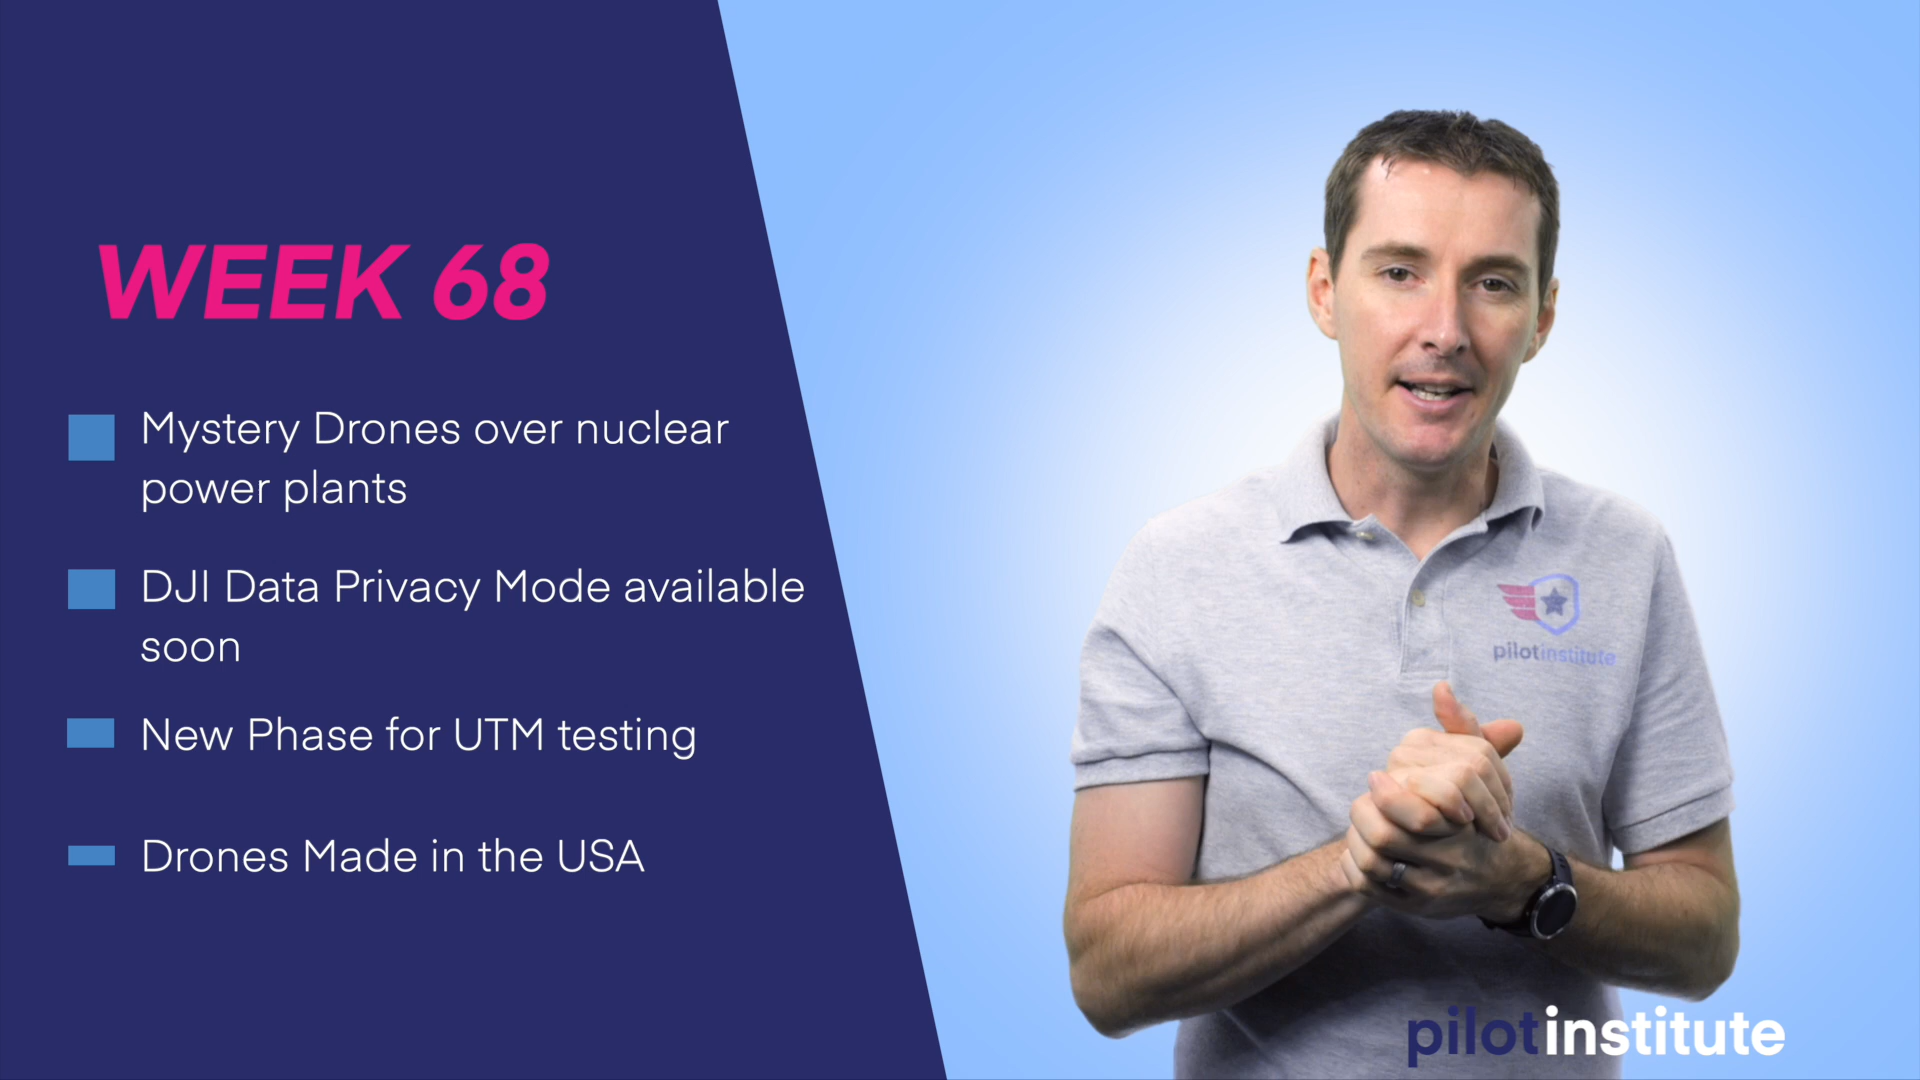 WEEK 68
Mystery Drones over nuclear
power plants
DJI Data Privacy Mode available
soon
New Phase for UTM testing
Drones Made in the USA
pilotinstitute
pilotinstitute